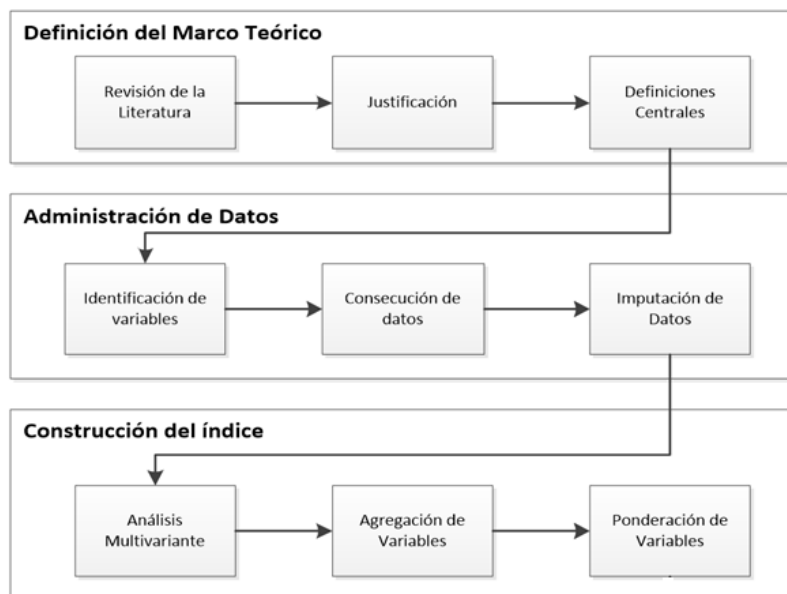 Definición del Marco Teórico
Revisión de la
Literatura
Justificación
Definiciones
Centrales
Administración de Datos
Identificación de
variables
Consecución de
datos
Imputación de
Datos
Construcción del índice
Análisis
Multivariante
Agregación de
Variables
Ponderación de
Variables